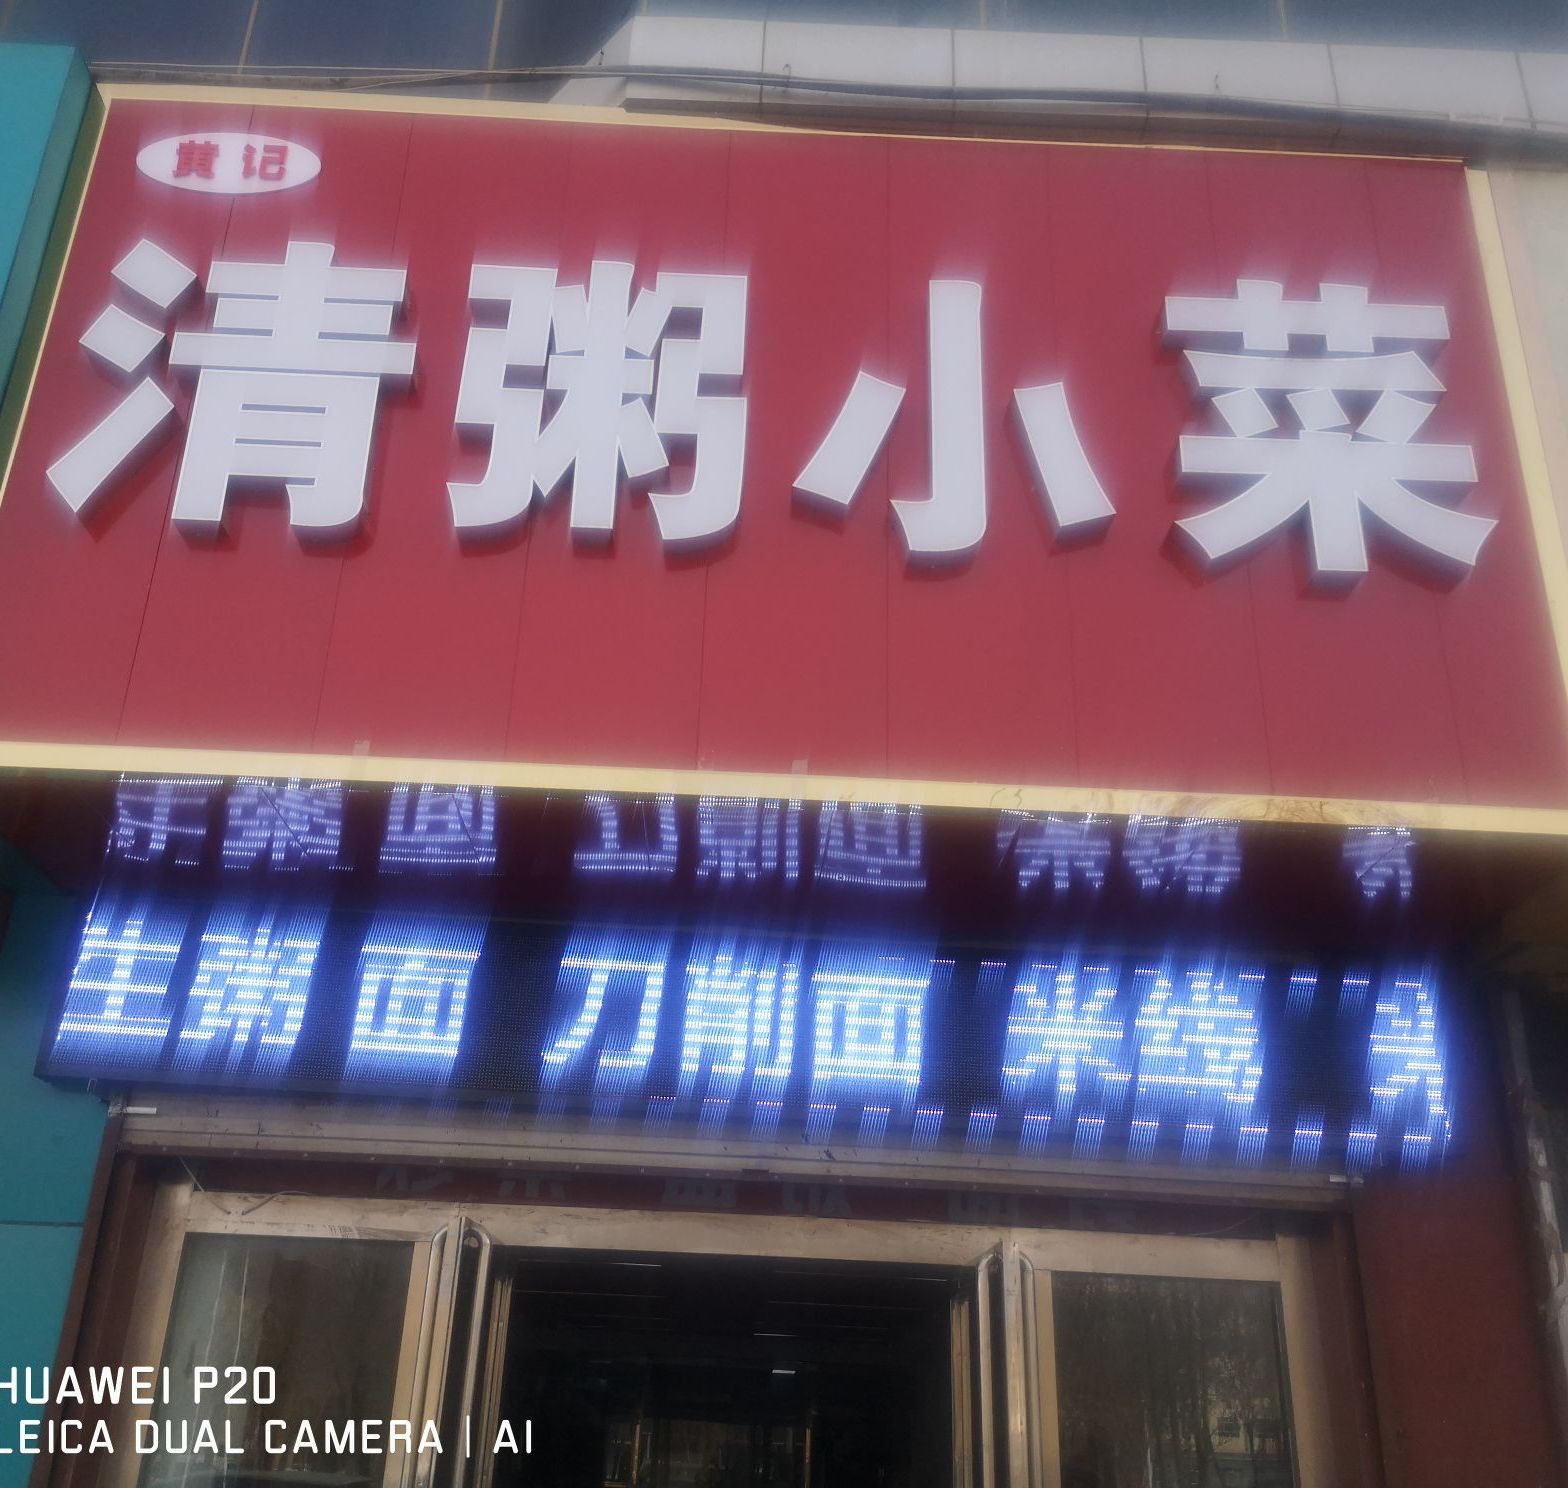 黄记
清粥小菜
生粥 面 刀削面 米线
HUAWEI P20
LEICA DUAL CAMERA | AI